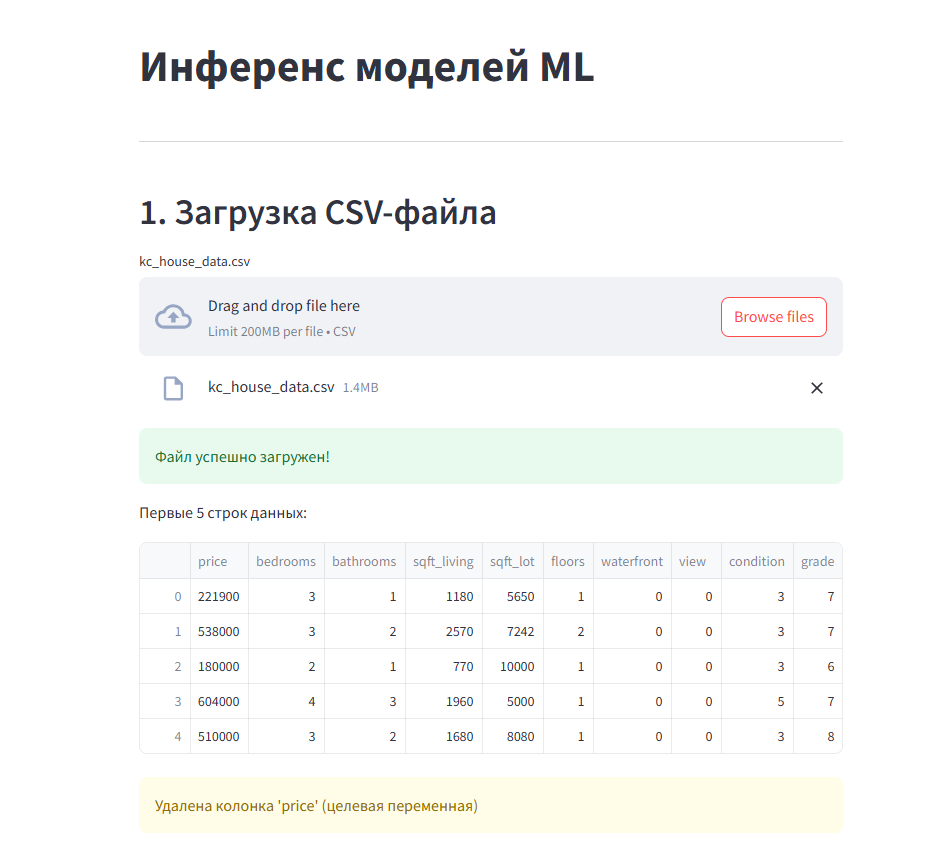 Инференс моделей ML
1. Загрузка CSV-файла
kc_house_data.csv
Drag and drop file here
Limit 200MB per file • CSV
Browse files
kc_house_data.csv 1.4MB
Файл успешно загружен!
Первые 5 строк данных:
price bedrooms bathrooms sqft_living sqft_lot floors waterfront view condition grade
0 221900 3 1 1180 5650 1 0 0 3 7
1 538000 3 2 2570 7242 2 0 0 3 7
2 180000 2 1 770 10000 1 0 0 3 6
3 604000 4 3 1960 5000 1 0 0 5 7
4 510000 3 2 1680 8080 1 0 0 3 8
Удалена колонка 'price' (целевая переменная)